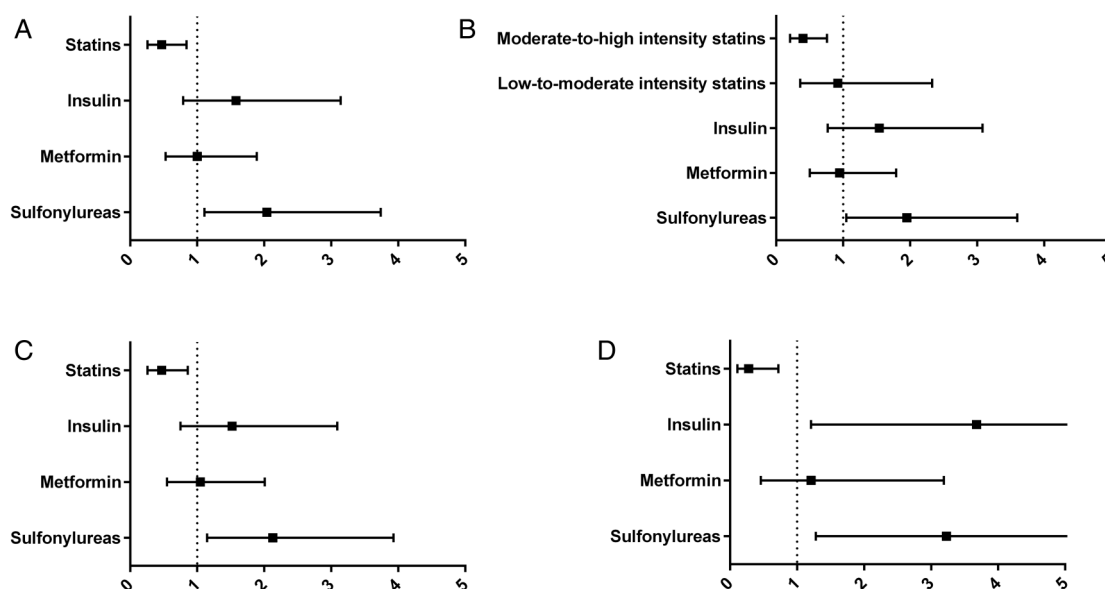 A
Statins
Insulin
Metformin
Sulfonylureas
0 1 2 3 4 5
B
Moderate-to-high intensity statins
Low-to-moderate intensity statins
Insulin
Metformin
Sulfonylureas
0 1 2 3 4
C
Statins
Insulin
Metformin
Sulfonylureas
0 1 2 3 4 5
D
Statins
Insulin
Metformin
Sulfonylureas
0 1 2 3 4 5